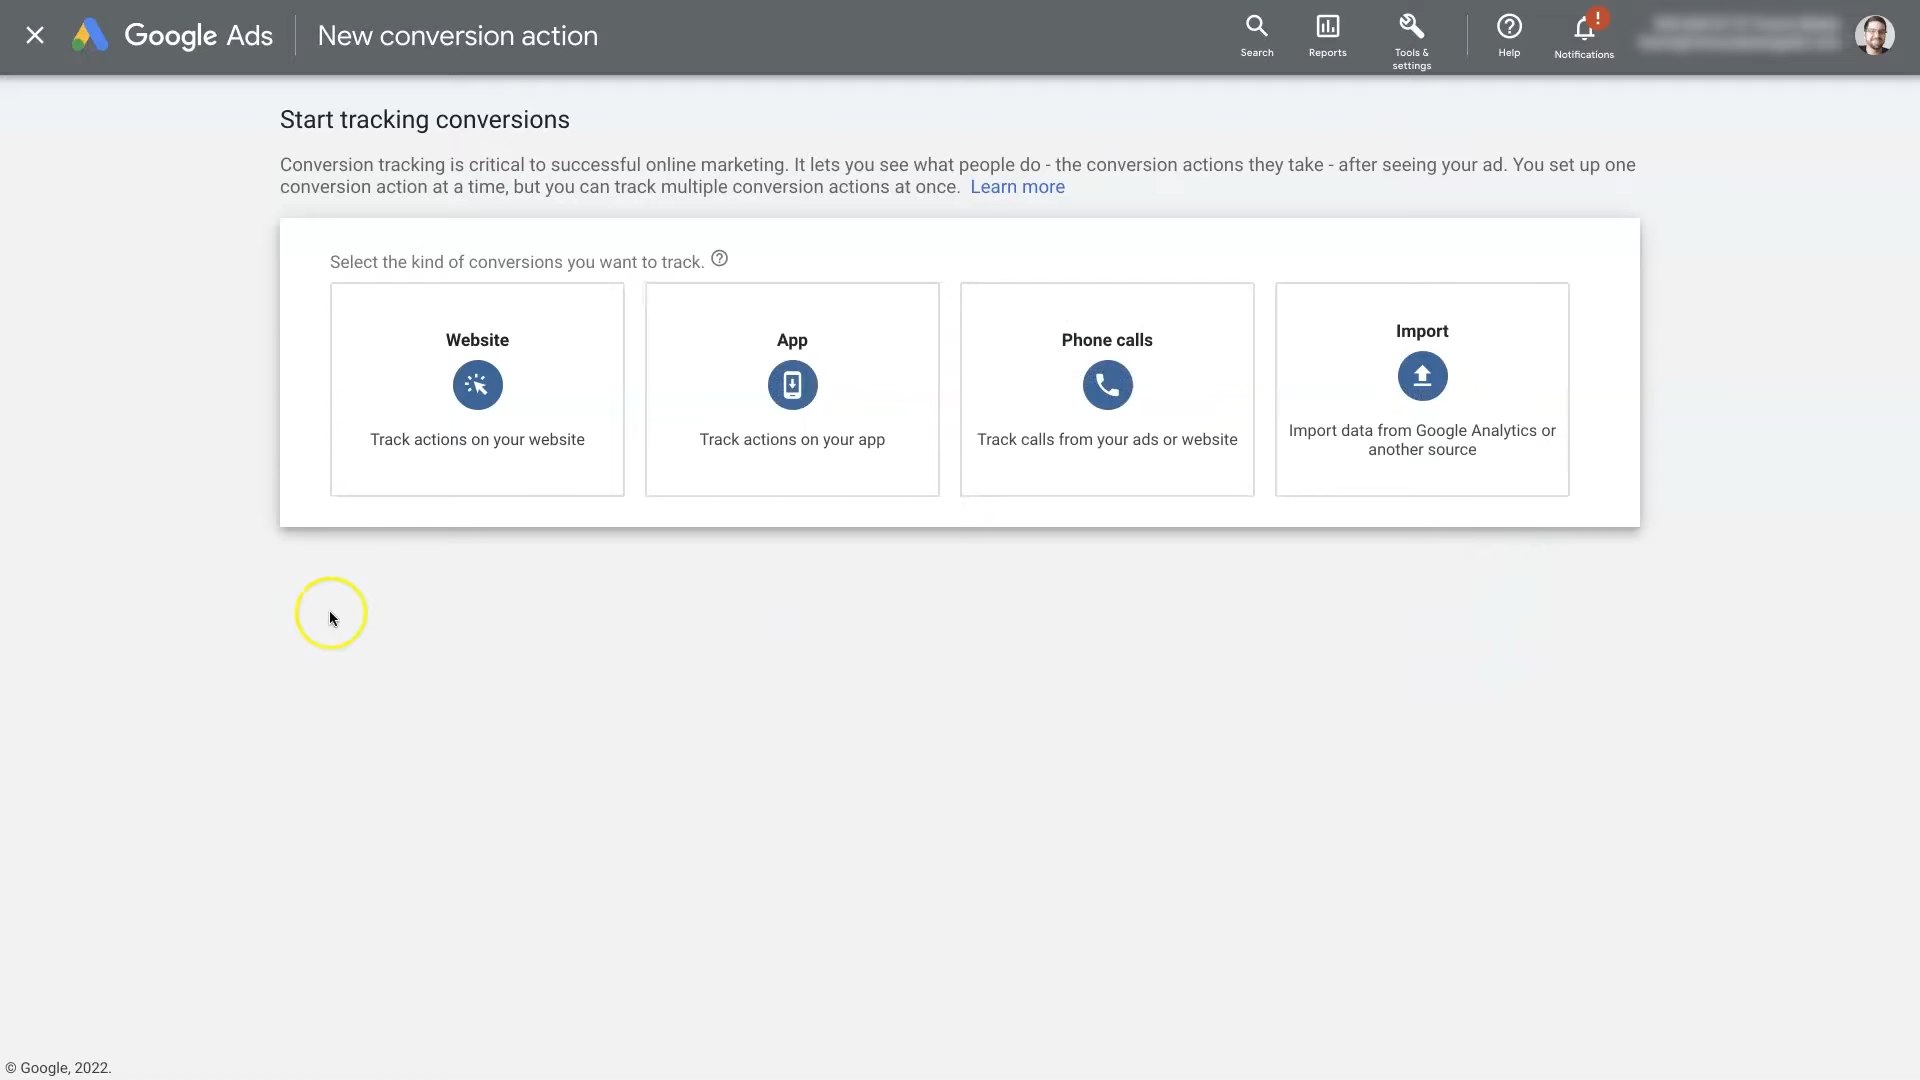 Google Ads
New conversion action
Search
Reports
Tools &
settings
Help
!
Notifications
Start tracking conversions
Conversion tracking is critical to successful online marketing. It lets you see what people do - the conversion actions they take - after seeing your ad. You set up one
conversion action at a time, but you can track multiple conversion actions at once. Learn more
Select the kind of conversions you want to track. ?
Website
Track actions on your website
App
Track actions on your app
Phone calls
Track calls from your ads or website
Import
Import data from Google Analytics or
another source
© Google, 2022.